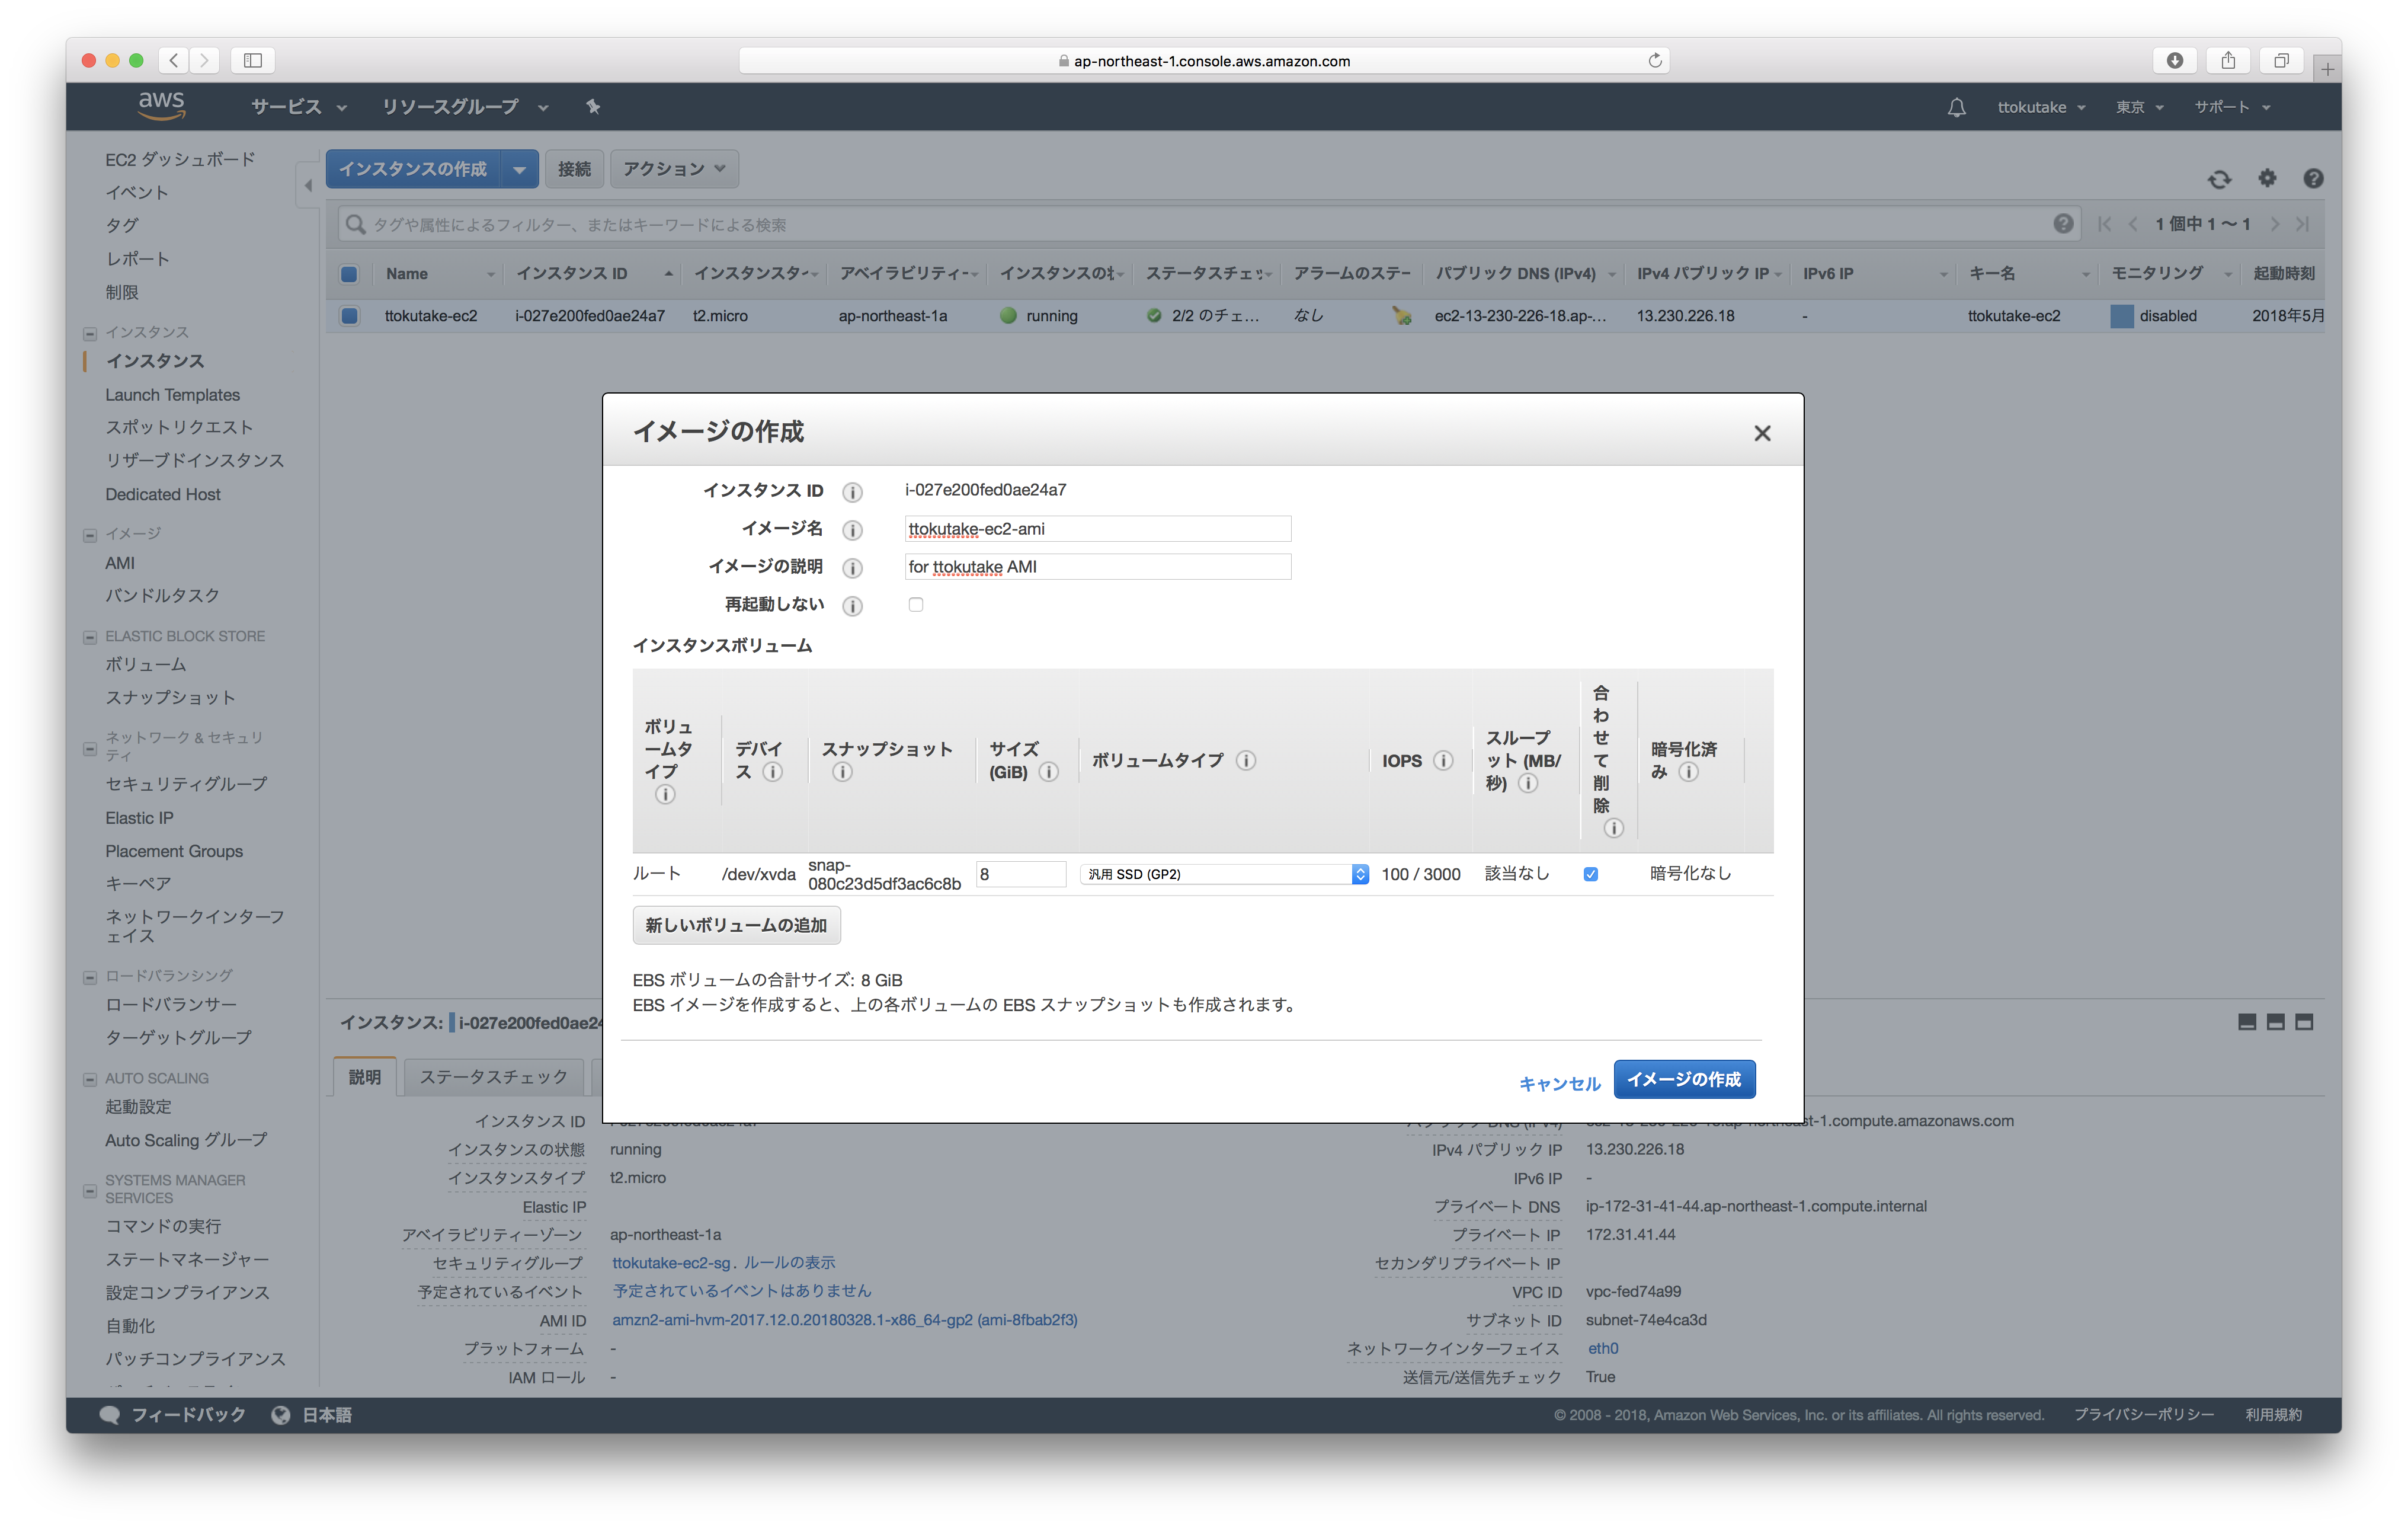 ap-northeast-1.console.aws.amazon.com
aws
サービス
リソースグループ
ttokutake
東京
サポート
EC2 ダッシュボード
イベント
タグ
レポート
制限
インスタンス
インスタンス
Launch Templates
スポットリクエスト
リザーブドインスタンス
Dedicated Host
イメージ
AMI
バンドルタスク
ELASTIC BLOCK STORE
ボリューム
スナップショット
ネットワーク & セキュリ
ティ
セキュリティグループ
Elastic IP
Placement Groups
キーペア
ネットワークインターフ
ェイス
ロードバランシング
ロードバランサー
ターゲットグループ
AUTO SCALING
起動設定
Auto Scaling グループ
SYSTEMS MANAGER
SERVICES
コマンドの実行
ステートマネージャー
設定コンプライアンス
自動化
パッチコンプライアンス
インスタンスの作成
接続
アクション
タグや属性によるフィルター、またはキーワードによる検索
1 個中 1 ～ 1
Name インスタンス ID インスタンスター アベイラビリティー インスタンスの状 ステータスチェッ アラームのステー パブリック DNS (IPv4) IPv4 パブリック IP IPv6 IP キー名 モニタリング 起動時刻
ttokutake-ec2 i-027e200fed0ae24a7 t2.micro ap-northeast-1a running 2/2 のチェ… なし ec2-13-230-226-18.ap-… 13.230.226.18 - ttokutake-ec2 disabled 2018年5月
イメージの作成
インスタンス ID i-027e200fed0ae24a7
イメージ名 ttokutake-ec2-ami
イメージの説明 for ttokutake AMI
再起動しない
インスタンスボリューム
ボリュ
ームタ
イプ
デバイ
ス
スナップショット
サイズ
(GiB)
ボリュームタイプ
IOPS
スループ
ット (MB/
秒)
合
わ
せ
て
削
除
暗号化済
み
ルート /dev/xvda snap-
080c23d5df3ac6c8b 8 汎用 SSD (GP2) 100 / 3000 該当なし 暗号化なし
新しいボリュームの追加
EBS ボリュームの合計サイズ: 8 GiB
EBS イメージを作成すると、上の各ボリュームの EBS スナップショットも作成されます。
キャンセル
イメージの作成
インスタンス: i-027e200fed0ae24
説明
ステータスチェック
インスタンス ID
インスタンスの状態 running
インスタンスタイプ t2.micro
Elastic IP
アベイラビリティーゾーン ap-northeast-1a
セキュリティグループ ttokutake-ec2-sg . ルールの表示
予定されているイベント 予定されているイベントはありません
AMI ID amzn2-ami-hvm-2017.12.0.20180328.1-x86_64-gp2 (ami-8fbab2f3)
プラットフォーム -
IAM ロール -
パブリック DNS (IPv4) ec2-13-230-226-18.ap-northeast-1.compute.amazonaws.com
IPv4 パブリック IP 13.230.226.18
IPv6 IP -
プライベート DNS ip-172-31-41-44.ap-northeast-1.compute.internal
プライベート IP 172.31.41.44
セカンダリプライベート IP
VPC ID vpc-fed74a99
サブネット ID subnet-74e4ca3d
ネットワークインターフェイス eth0
送信元/送信先チェック True
フィードバック
日本語
© 2008 - 2018, Amazon Web Services, Inc. or its affiliates. All rights reserved.
プライバシーポリシー
利用規約